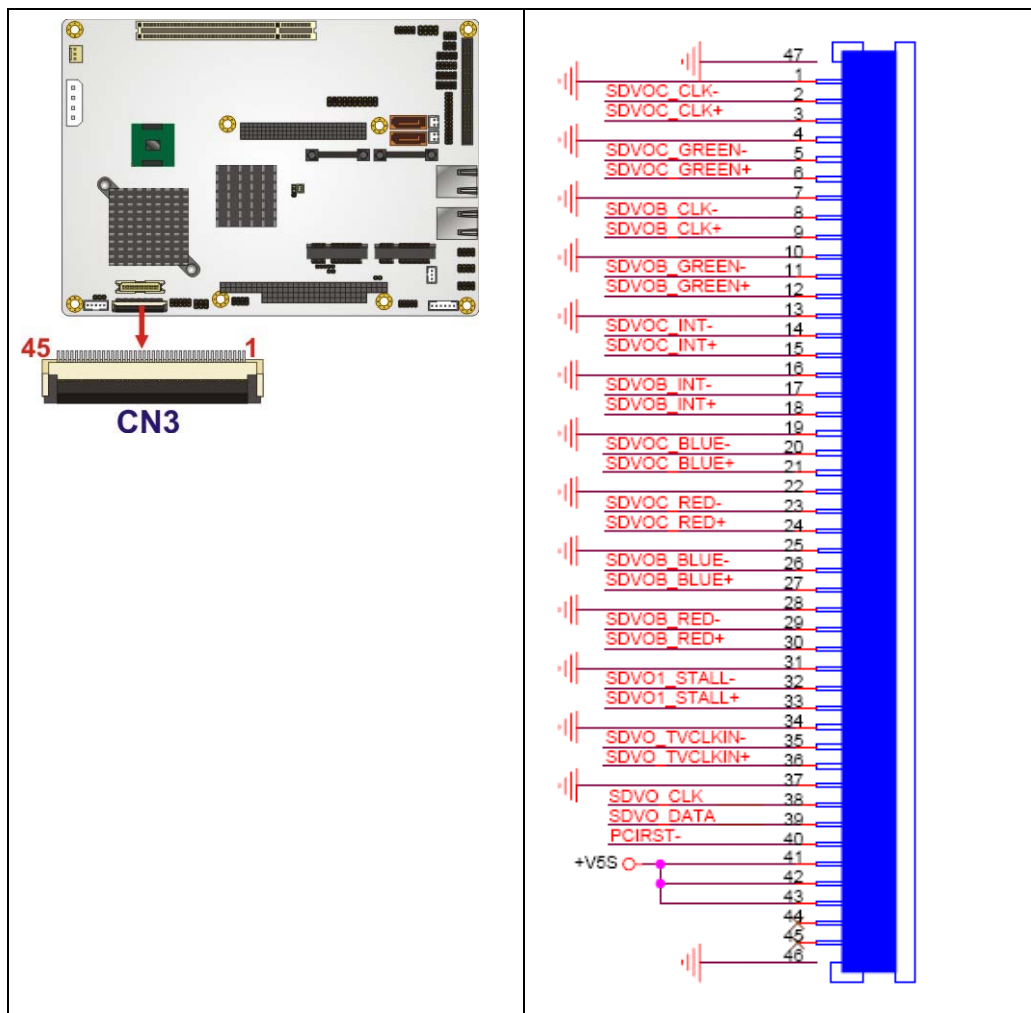 45
1
CN3
47
1
SDVOC_CLK-
2
SDVOC_CLK+
3
4
SDVOC_GREEN-
5
SDVOC_GREEN+
6
7
SDVOB_CLK-
8
SDVOB_CLK+
9
10
SDVOB_GREEN-
11
SDVOB_GREEN+
12
13
SDVOC_INT-
14
SDVOC_INT+
15
16
SDVOB_INT-
17
SDVOB_INT+
18
19
SDVOC_BLUE-
20
SDVOC_BLUE+
21
22
SDVOC_RED-
23
SDVOC_RED+
24
25
SDVOB_BLUE-
26
SDVOB_BLUE+
27
28
SDVOB_RED-
29
SDVOB_RED+
30
31
SDVO1_STALL-
32
SDVO1_STALL+
33
34
SDVO_TVCLKIN-
35
SDVO_TVCLKIN+
36
37
SDVO_CLK
38
SDVO_DATA
39
PCIRST-
40
+V5S
41
42
43
44
45
46